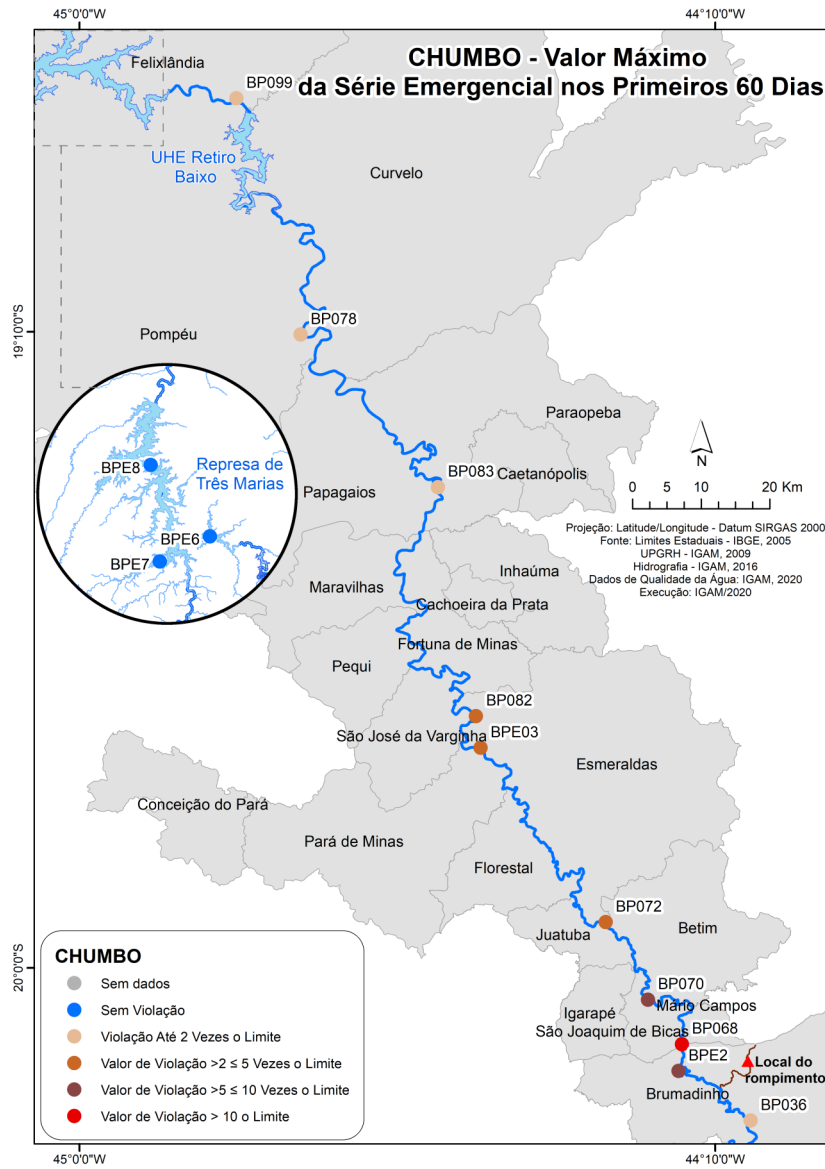 45°0'0"W
44°10'0"W
CHUMBO - Valor Máximo
da Série Emergencial nos Primeiros 60 Dias
Felixlândia
BP099
UHE Retiro
Baixo
Curvelo
19°10'0"S
BP078
Pompéu
Paraopeba
BP083
Caetanópolis
Papagaios
BPE8
Represa de
Três Marias
BPE6
BPE7
N
0 5 10 20 Km
Projeção: Latitude/Longitude - Datum SIRGAS 2000
Fonte: Limites Estaduais - IBGE, 2005
UPGRH - IGAM, 2009
Hidrografia - IGAM, 2016
Dados de Qualidade da Água: IGAM, 2020
Execução: IGAM/2020
Inhaúma
Maravilhas
Cachoeira da Prata
Fortuna de Minas
Pequi
BP082
São José da Varginha
BPE03
Esmeraldas
Conceição do Pará
Pará de Minas
Florestal
BP072
Juatuba
Betim
20°0'0"S
BP070
Mário Campos
Igarapé
São Joaquim de Bicas
BP068
BPE2
Local do
rompimento
Brumadinho
BP036
CHUMBO
Sem dados
Sem Violação
Violação Até 2 Vezes o Limite
Valor de Violação >2 ≤ 5 Vezes o Limite
Valor de Violação >5 ≤ 10 Vezes o Limite
Valor de Violação > 10 o Limite
45°0'0"W
44°10'0"W